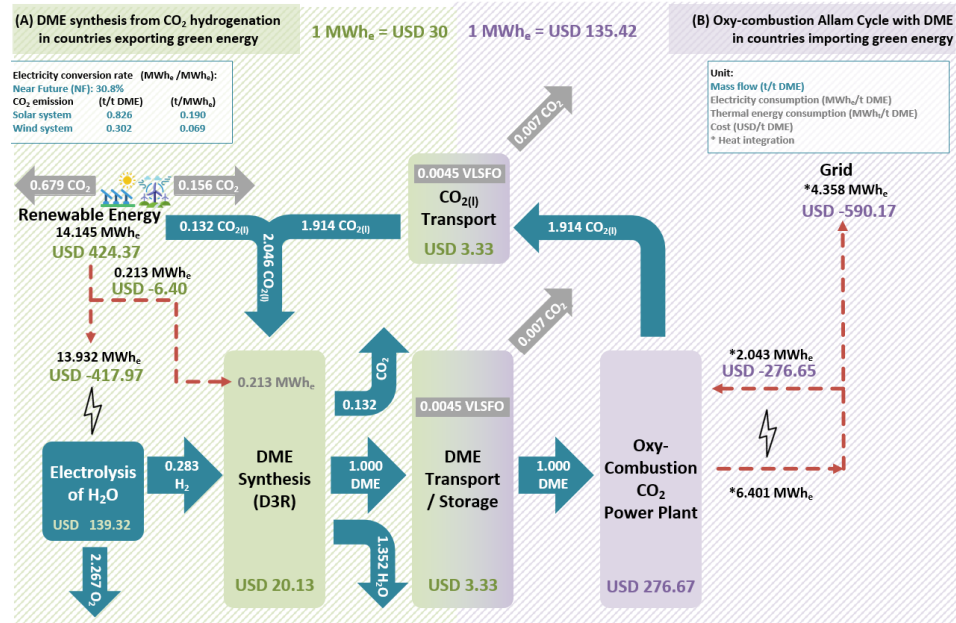 (A) DME synthesis from CO₂ hydrogenation
in countries exporting green energy
1 MWhₑ = USD 30
1 MWhₑ = USD 135.42
(B) Oxy-combustion Allam Cycle with DME
in countries importing green energy
Electricity conversion rate (MWhₑ /MWhₑ):
Near Future (NF): 30.8%
CO₂ emission (t/t DME) (t/MWhₑ)
Solar system 0.826 0.190
Wind system 0.302 0.069
Unit:
Mass flow (t/t DME)
Electricity consumption (MWhₑ/t DME)
Thermal energy consumption (MWhₜ/t DME)
Cost (USD/t DME)
* Heat integration
0.007 CO₂
0.679 CO₂
0.156 CO₂
Renewable Energy
14.145 MWhₑ
USD 424.37
0.213 MWhₑ
USD -6.40
13.932 MWhₑ
USD -417.97
0.132 CO₂₍ₗ₎
2.046 CO₂₍ₗ₎
1.914 CO₂₍ₗ₎
0.0045 VLSFO
CO₂₍ₗ₎
Transport
USD 3.33
1.914 CO₂₍ₗ₎
Grid
*4.358 MWhₑ
USD -590.17
0.007 CO₂
*2.043 MWhₑ
USD -276.65
*6.401 MWhₑ
Electrolysis
of H₂O
USD 139.32
2.267 O₂
0.283
H₂
0.213 MWhₑ
DME
Synthesis
(D3R)
USD 20.13
0.132
CO₂
1.000
DME
1.352 H₂O
0.0045 VLSFO
DME
Transport
/ Storage
USD 3.33
1.000
DME
Oxy-
Combustion
CO₂
Power Plant
USD 276.67